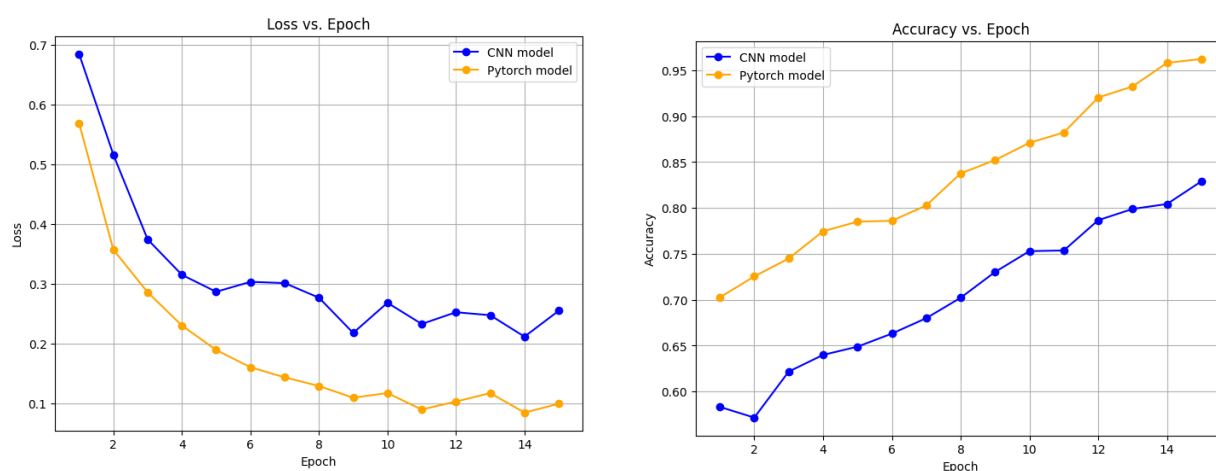 Loss vs. Epoch
CNN model
Pytorch model
0.7
0.6
0.5
0.4
0.3
0.2
0.1
Loss
2 4 6 8 10 12 14
Epoch
Accuracy vs. Epoch
CNN model
Pytorch model
0.95
0.90
0.85
0.80
0.75
0.70
0.65
0.60
Accuracy
2 4 6 8 10 12 14
Epoch